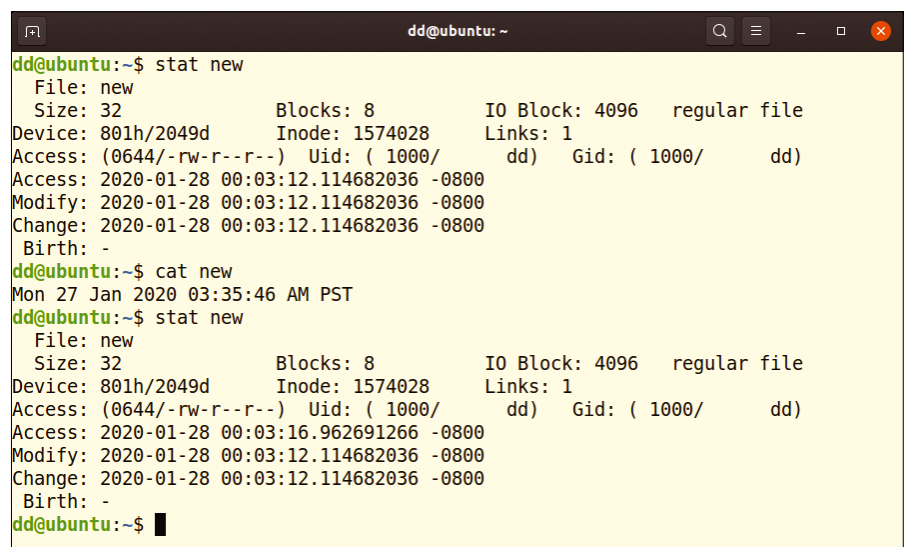 dd@ubuntu: ~
dd@ubuntu:~$ stat new
  File: new
  Size: 32              Blocks: 8          IO Block: 4096   regular file
Device: 801h/2049d      Inode: 1574028     Links: 1
Access: (0644/-rw-r--r--)  Uid: ( 1000/      dd)   Gid: ( 1000/      dd)
Access: 2020-01-28 00:03:12.114682036 -0800
Modify: 2020-01-28 00:03:12.114682036 -0800
Change: 2020-01-28 00:03:12.114682036 -0800
 Birth: -
dd@ubuntu:~$ cat new
Mon 27 Jan 2020 03:35:46 AM PST
dd@ubuntu:~$ stat new
  File: new
  Size: 32              Blocks: 8          IO Block: 4096   regular file
Device: 801h/2049d      Inode: 1574028     Links: 1
Access: (0644/-rw-r--r--)  Uid: ( 1000/      dd)   Gid: ( 1000/      dd)
Access: 2020-01-28 00:03:16.962691266 -0800
Modify: 2020-01-28 00:03:12.114682036 -0800
Change: 2020-01-28 00:03:12.114682036 -0800
 Birth: -
dd@ubuntu:~$